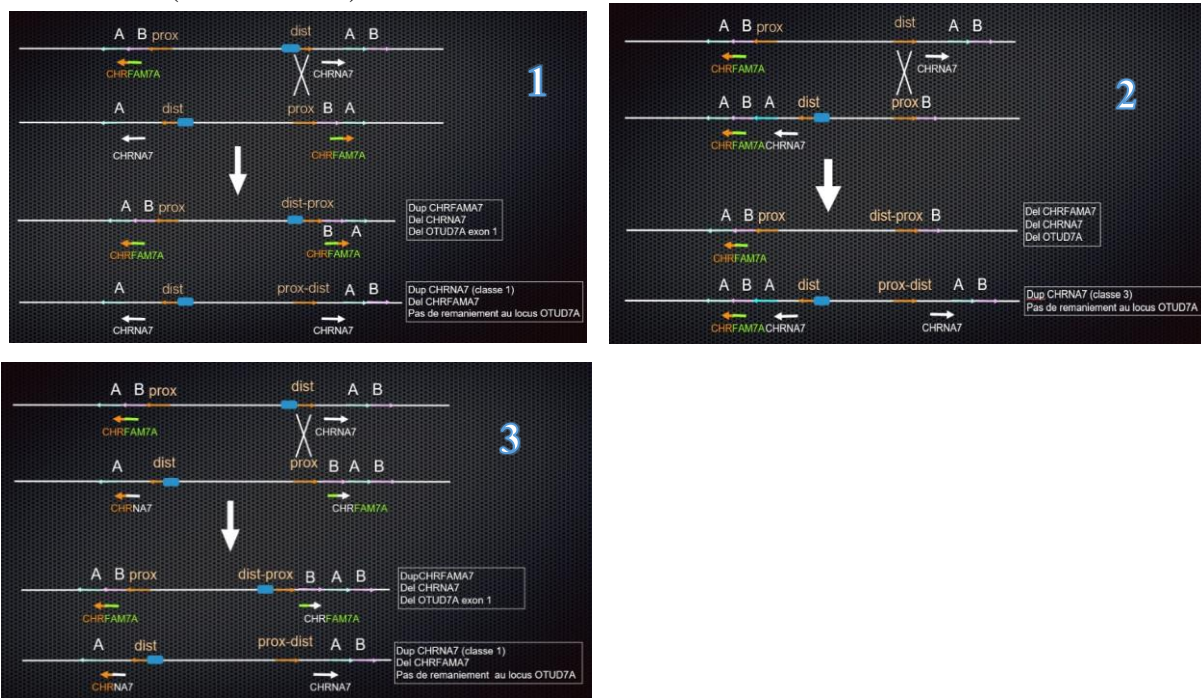 A B prox dist A B
CHRFAM7A CHRNA7
1
A dist prox B A
CHRNA7 CHRFAM7A
A B prox dist-prox
B A
CHRFAM7A CHRFAM7A
Dup CHRFAMA7
Del CHRNA7
Del OTUD7A exon 1
A dist prox-dist A B
CHRNA7 CHRNA7
Dup CHRNA7 (classe 1)
Del CHRFAMA7
Pas de remaniement au locus OTUD7A
A B prox dist A B
CHRFAM7A CHRNA7
2
A B A dist prox B
CHRFAM7A CHRNA7
A B prox dist-prox B
CHRFAM7A
Del CHRFAMA7
Del CHRNA7
Del OTUD7A
A B A dist prox-dist A B
CHRFAM7A CHRNA7 CHRNA7
Dup CHRNA7 (classe 3)
Pas de remaniement au locus OTUD7A
A B prox dist A B
CHRFAM7A CHRNA7
3
A dist prox B A B
CHRNA7 CHRFAM7A
A B prox dist-prox B A B
CHRFAM7A CHRFAM7A
DupCHRFAMA7
Del CHRNA7
Del OTUD7A exon 1
A dist prox-dist A B
CHRNA7 CHRNA7
Dup CHRNA7 (classe 1)
Del CHRFAMA7
Pas de remaniement au locus OTUD7A